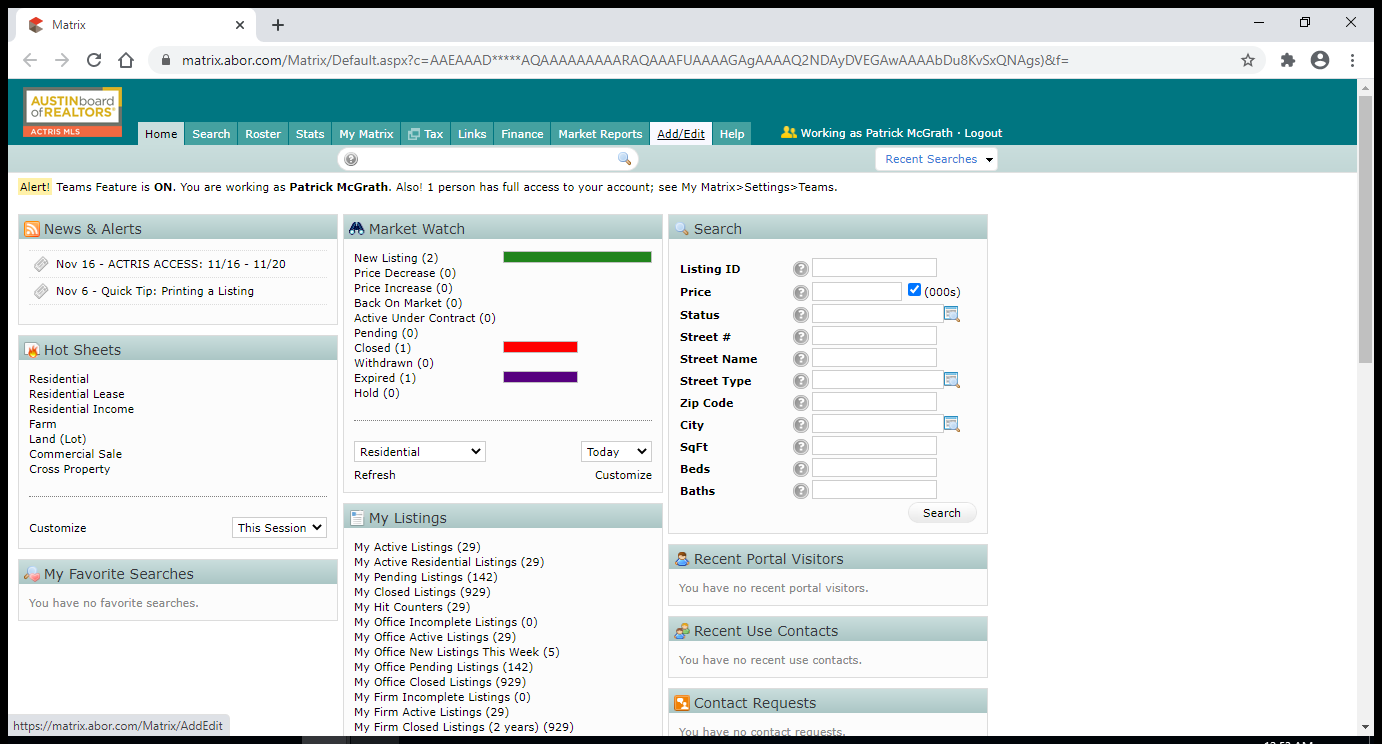 Matrix
matrix.abor.com/Matrix/Default.aspx?c=AAEAAAD*****AQAAAAAAAAARAQAAAFUAAAAGAgAAAAQ2NDAyDVEGAwAAAAbDu8KvSxQNAgs)&f=
AUSTINboard
ofREALTORS®
ACTRIS MLS
Home Search Roster Stats My Matrix Tax Links Finance Market Reports Add/Edit Help Working as Patrick McGrath · Logout
Recent Searches
Alert! Teams Feature is ON. You are working as Patrick McGrath. Also! 1 person has full access to your account; see My Matrix>Settings>Teams.
News & Alerts
Nov 16 - ACTRIS ACCESS: 11/16 - 11/20
Nov 6 - Quick Tip: Printing a Listing
Hot Sheets
Residential
Residential Lease
Residential Income
Farm
Land (Lot)
Commercial Sale
Cross Property
Customize This Session
My Favorite Searches
You have no favorite searches.
Market Watch
New Listing (2)
Price Decrease (0)
Price Increase (0)
Back On Market (0)
Active Under Contract (0)
Pending (0)
Closed (1)
Withdrawn (0)
Expired (1)
Hold (0)
Residential Today
Refresh Customize
My Listings
My Active Listings (29)
My Active Residential Listings (29)
My Pending Listings (142)
My Closed Listings (929)
My Hit Counters (29)
My Office Incomplete Listings (0)
My Office Active Listings (29)
My Office New Listings This Week (5)
My Office Pending Listings (142)
My Office Closed Listings (929)
My Firm Incomplete Listings (0)
My Firm Active Listings (29)
My Firm Closed Listings (2 years) (929)
Search
Listing ID
Price (000s)
Status
Street #
Street Name
Street Type
Zip Code
City
SqFt
Beds
Baths
Search
Recent Portal Visitors
You have no recent portal visitors.
Recent Use Contacts
You have no recent use contacts.
Contact Requests
You have no contact requests.
https://matrix.abor.com/Matrix/AddEdit